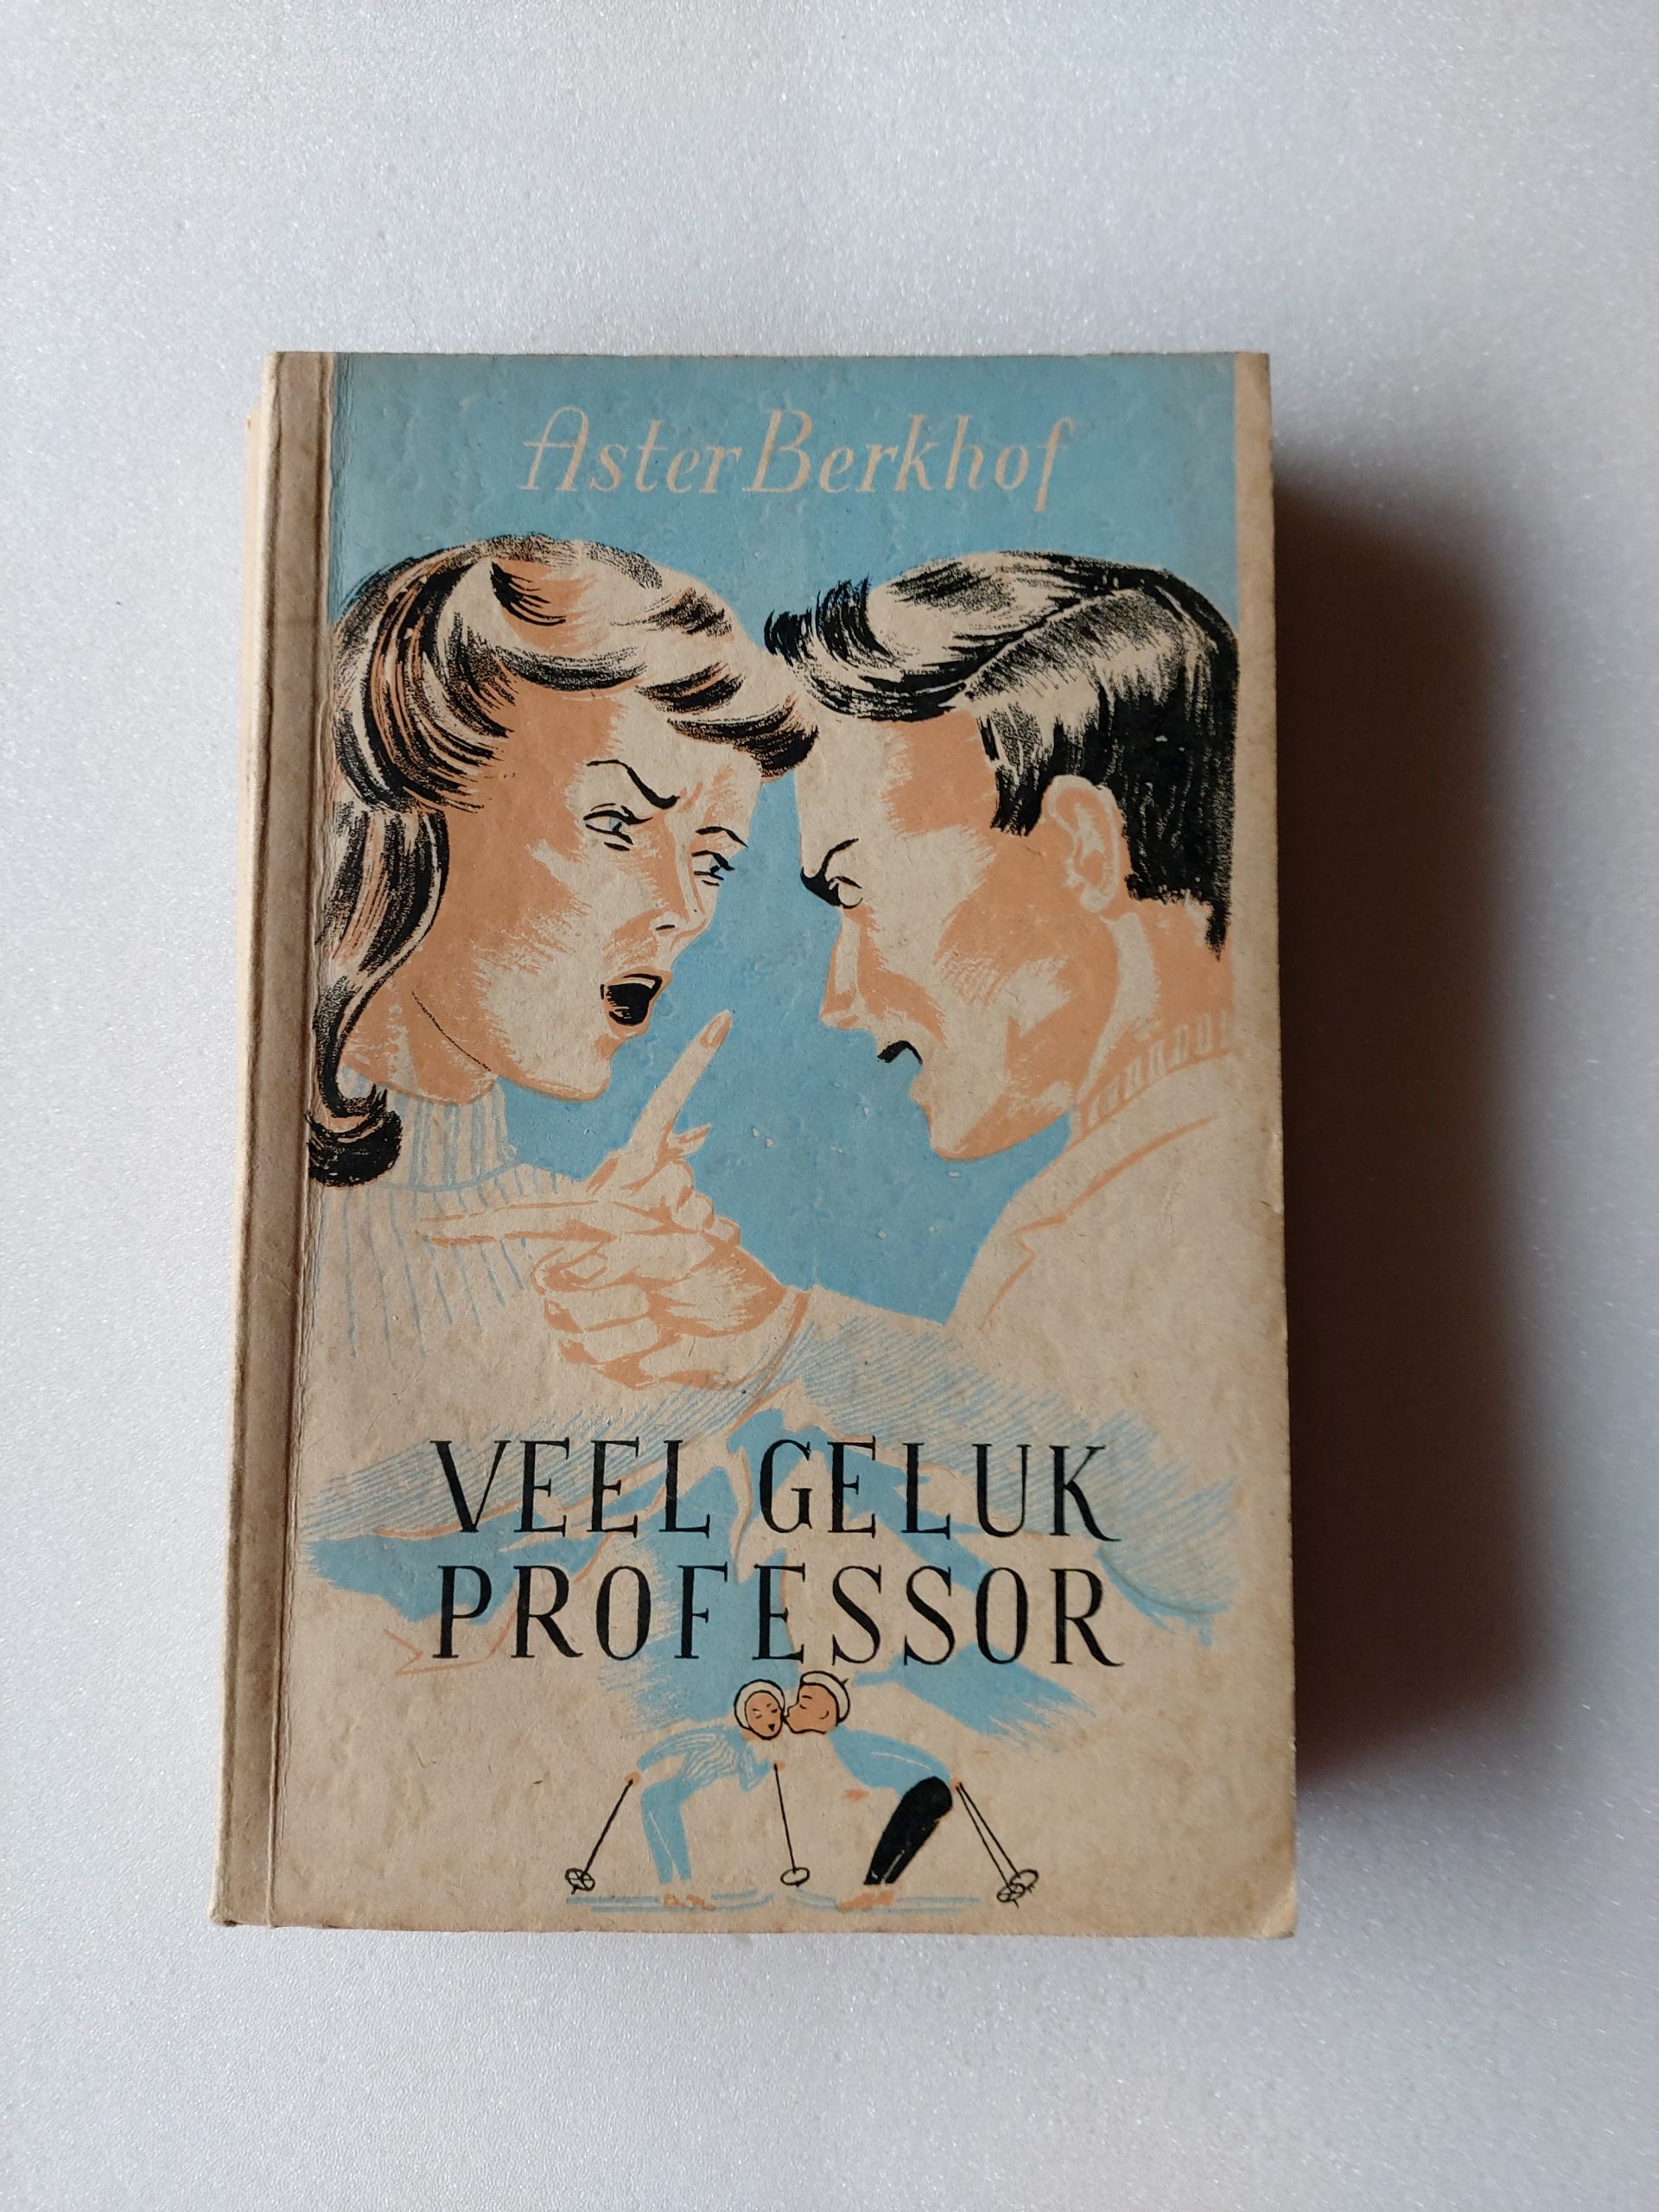 Aster Berkhof
VEEL GELUK
PROFESSOR